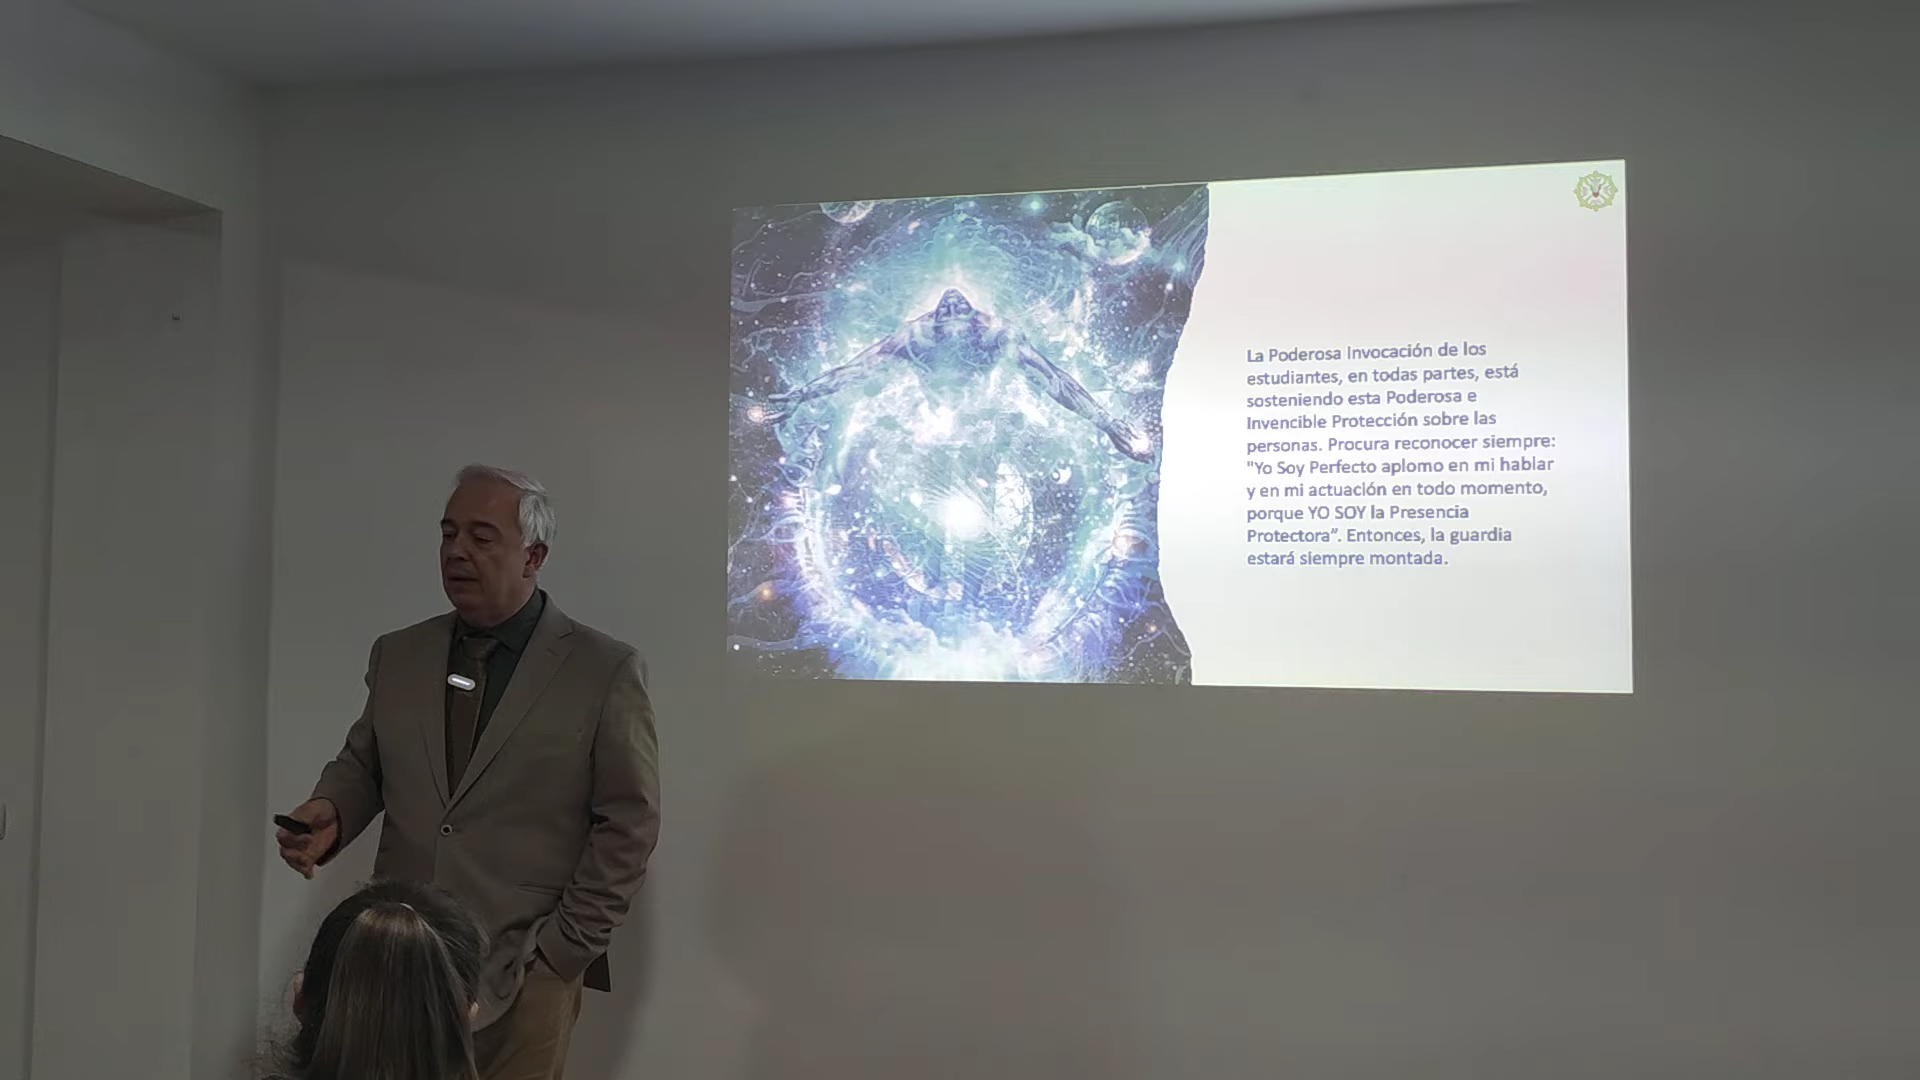 La Poderosa Invocación de los
estudiantes, en todas partes, está
sosteniendo esta Poderosa e
Invencible Protección sobre las
personas. Procura reconocer siempre:
"Yo Soy Perfecto aplomo en mi hablar
y en mi actuación en todo momento,
porque YO SOY la Presencia
Protectora”. Entonces, la guardia
estará siempre montada.